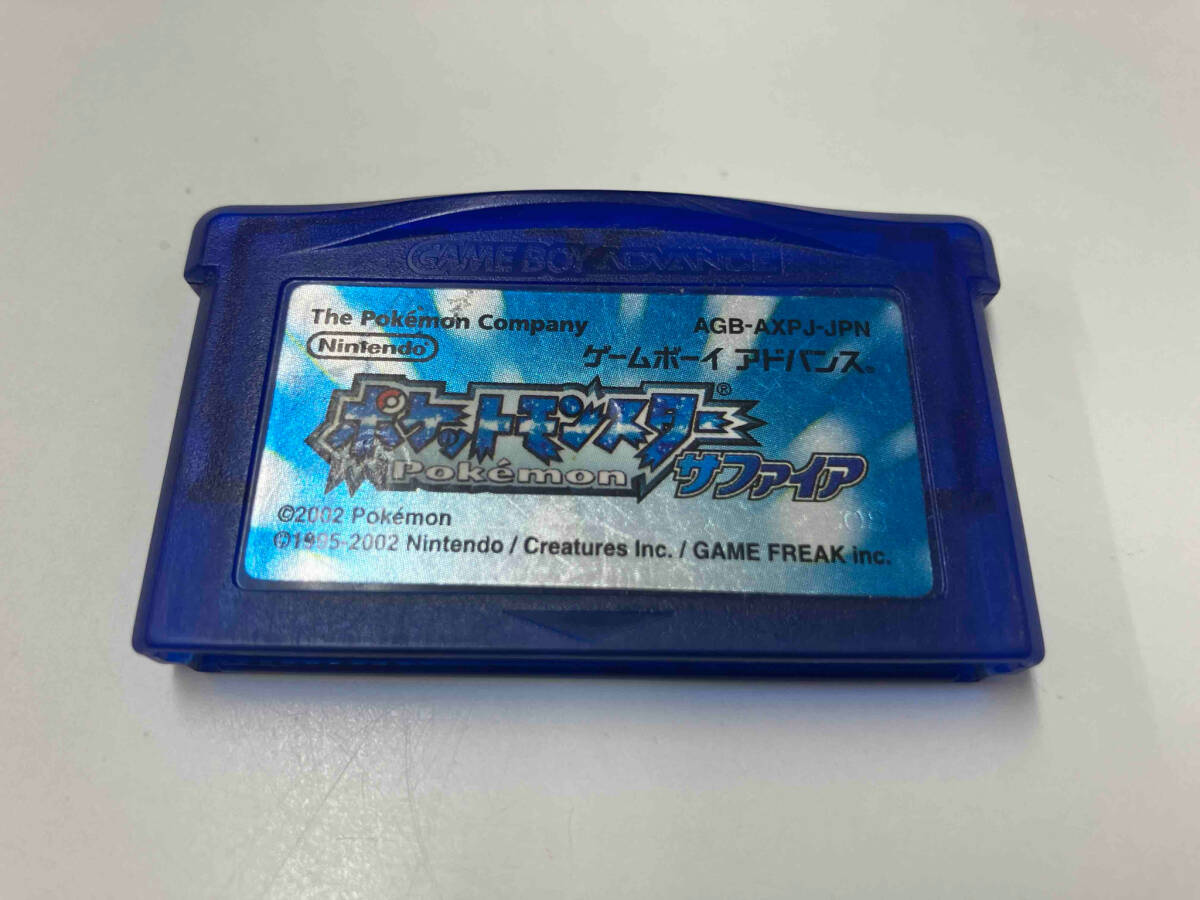 GAME BOY ADVANCE
The Pokémon Company AGB-AXPJ-JPN
Nintendo ゲームボーイ アドバンス®
ポケットモンスター®
Pokémon サファイア
©2002 Pokémon
©1995-2002 Nintendo / Creatures Inc. / GAME FREAK inc.